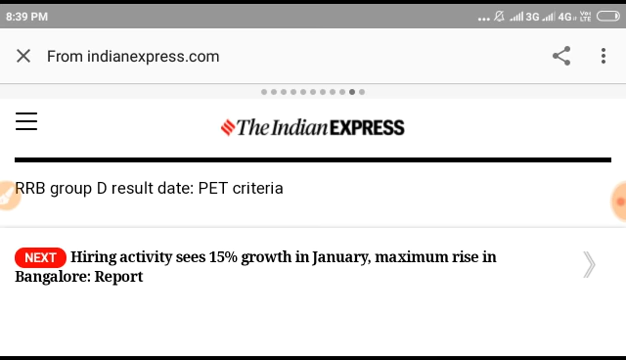 8:39 PM ... 3G 4G VoLTE
From indianexpress.com
The Indian EXPRESS
RRB group D result date: PET criteria
NEXT Hiring activity sees 15% growth in January, maximum rise in
Bangalore: Report